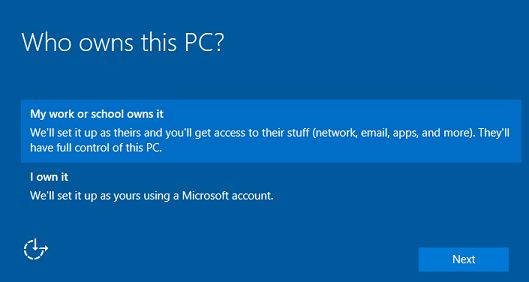 Who owns this PC?
My work or school owns it
We'll set it up as theirs and you'll get access to their stuff (network, email, apps, and more). They'll
have full control of this PC.
I own it
We'll set it up as yours using a Microsoft account.
Next